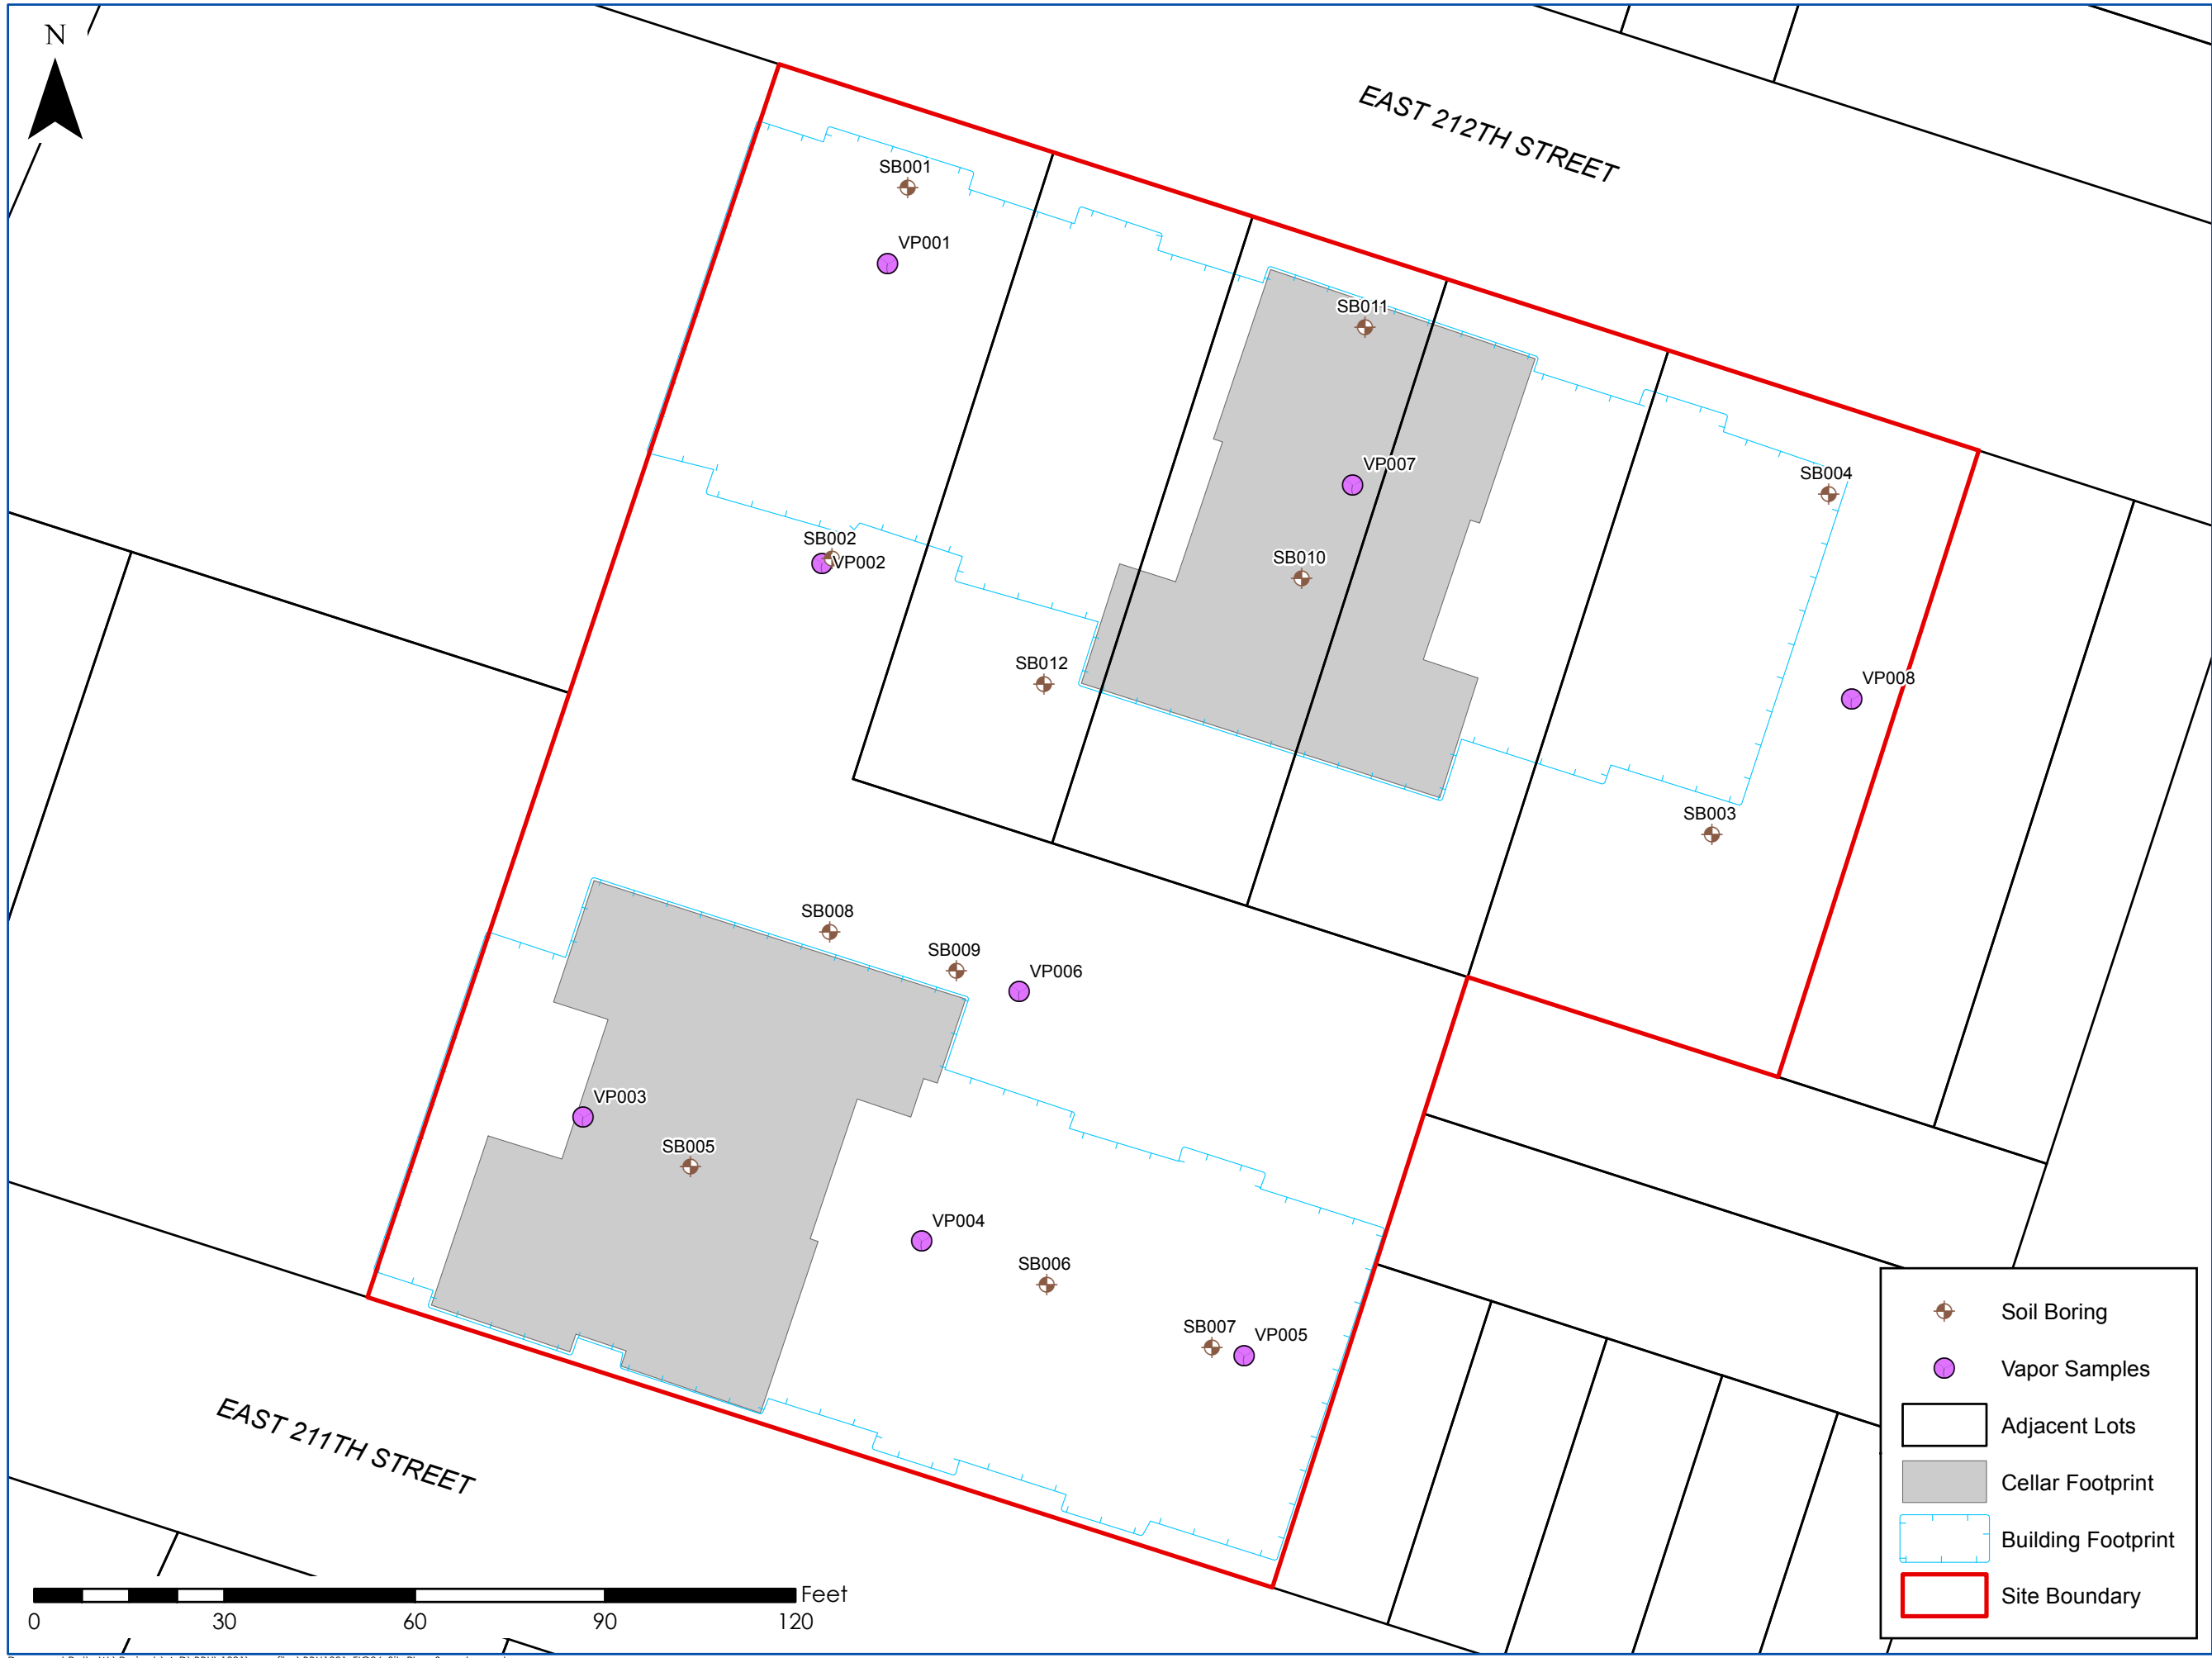 N
EAST 212TH STREET
SB001
VP001
SB011
VP007
SB004
SB002
VP002
SB010
SB012
VP008
SB003
SB008
SB009
VP006
VP003
SB005
VP004
SB006
SB007
VP005
EAST 211TH STREET
Feet
0 30 60 90 120
Soil Boring
Vapor Samples
Adjacent Lots
Cellar Footprint
Building Footprint
Site Boundary